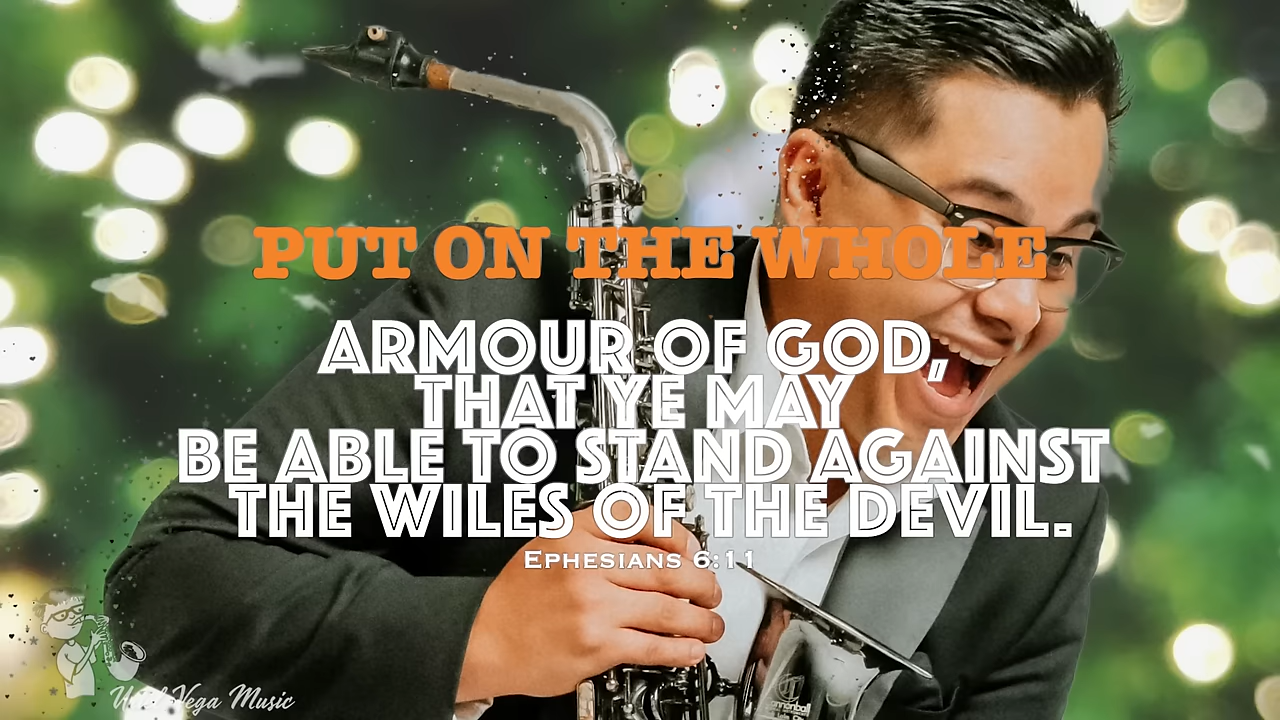 PUT ON THE WHOLE
ARMOUR OF GOD,
THAT YE MAY
BE ABLE TO STAND AGAINST
THE WILES OF THE DEVIL.
EPHESIANS 6:11
Vega Music